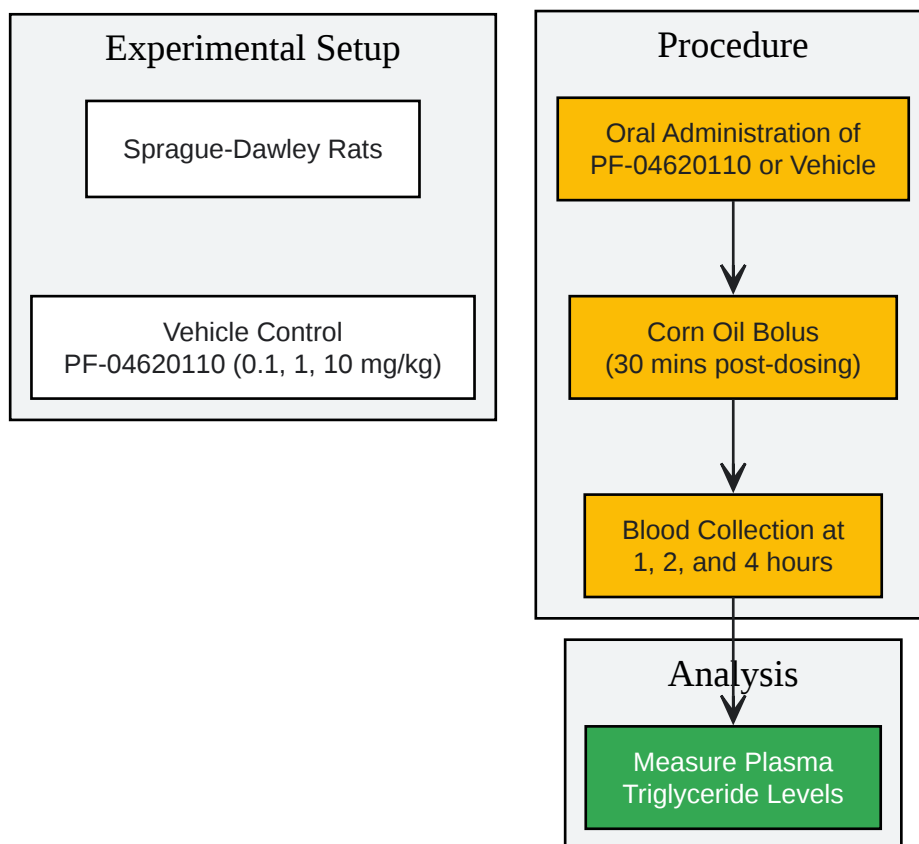 Experimental Setup
Sprague-Dawley Rats
Vehicle Control
PF-04620110 (0.1, 1, 10 mg/kg)
Procedure
Oral Administration of
PF-04620110 or Vehicle
Corn Oil Bolus
(30 mins post-dosing)
Blood Collection at
1, 2, and 4 hours
Analysis
Measure Plasma
Triglyceride Levels